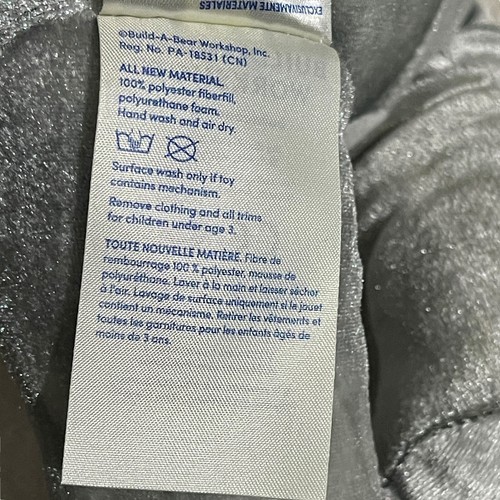 EXCLUSIVAMENTE MATERIALES
©Build-A-Bear Workshop, Inc.
Reg. No. PA-18531 (CN)
ALL NEW MATERIAL.
100% polyester fiberfill,
polyurethane foam.
Hand wash and air dry.
Surface wash only if toy
contains mechanism.
Remove clothing and all trims
for children under age 3.
TOUTE NOUVELLE MATIÈRE. Fibre de
rembourrage 100 % polyester, mousse de
polyuréthane. Laver à la main et laisser sécher
à l'air. Lavage de surface uniquement si le jouet
contient un mécanisme. Retirer les vêtements et
toutes les garnitures pour les enfants âgés de
moins de 3 ans.